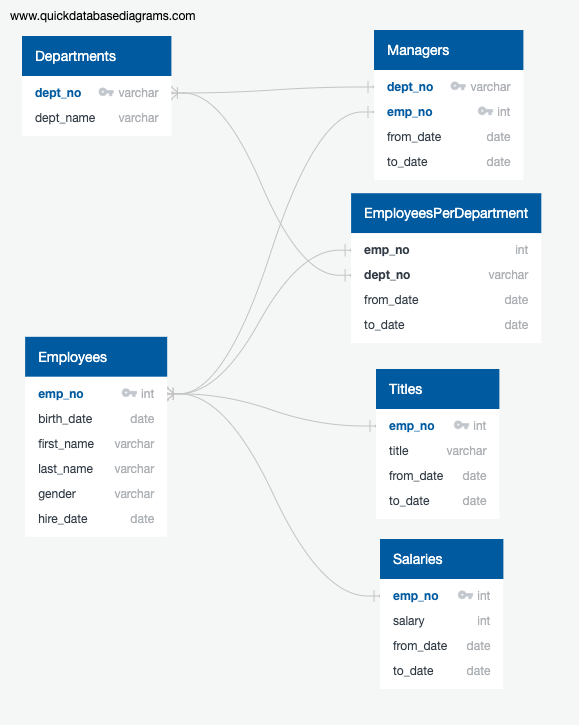 www.quickdatabasediagrams.com
Departments
dept_no varchar
dept_name varchar
Managers
dept_no varchar
emp_no int
from_date date
to_date date
EmployeesPerDepartment
emp_no int
dept_no varchar
from_date date
to_date date
Employees
emp_no int
birth_date date
first_name varchar
last_name varchar
gender varchar
hire_date date
Titles
emp_no int
title varchar
from_date date
to_date date
Salaries
emp_no int
salary int
from_date date
to_date date